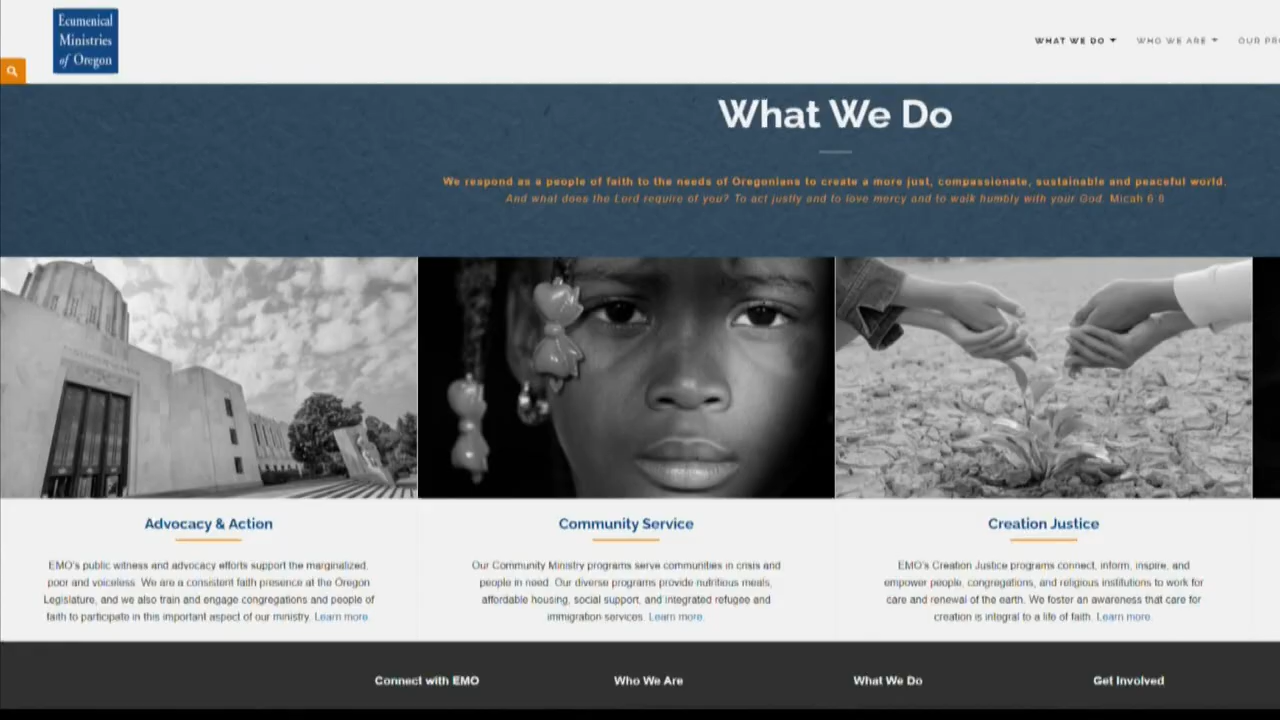 Ecumenical
Ministries
of Oregon
WHAT WE DO
WHO WE ARE
OUR PR
What We Do
We respond as a people of faith to the needs of Oregonians to create a more just, compassionate, sustainable and peaceful world.
And what does the Lord require of you? To act justly and to love mercy and to walk humbly with your God. Micah 6:8
Advocacy & Action
EMO's public witness and advocacy efforts support the marginalized,
poor and voiceless. We are a consistent faith presence at the Oregon
Legislature, and we also train and engage congregations and people of
faith to participate in this important aspect of our ministry. Learn more.
Community Service
Our Community Ministry programs serve communities in crisis and
people in need. Our diverse programs provide nutritious meals,
affordable housing, social support, and integrated refugee and
immigration services. Learn more.
Creation Justice
EMO's Creation Justice programs connect, inform, inspire, and
empower people, congregations, and religious institutions to work for
care and renewal of the earth. We foster an awareness that care for
creation is integral to a life of faith. Learn more.
Connect with EMO
Who We Are
What We Do
Get Involved